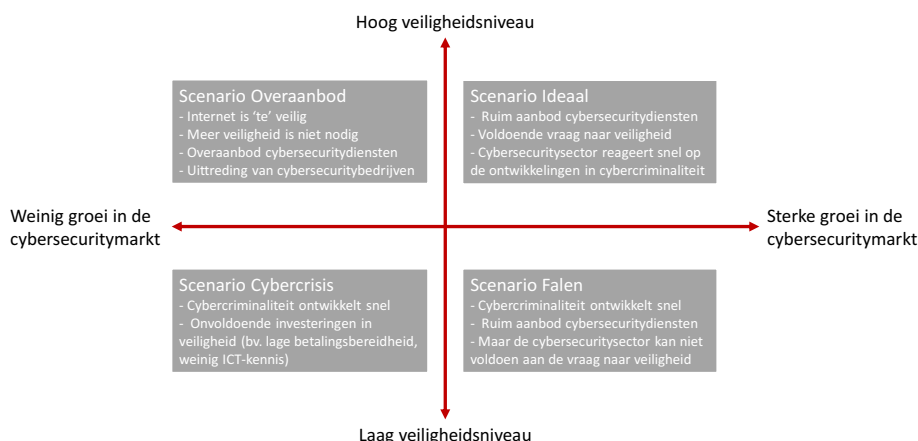 Hoog veiligheidsniveau
Scenario Overaanbod
- Internet is ‘te’ veilig
- Meer veiligheid is niet nodig
- Overaanbod cybersecuritydiensten
- Uittreding van cybersecuritybedrijven
Scenario Ideaal
- Ruim aanbod cybersecuritydiensten
- Voldoende vraag naar veiligheid
- Cybersecuritysector reageert snel op
de ontwikkelingen in cybercriminaliteit
Weinig groei in de
cybersecuritymarkt
Sterke groei in de
cybersecuritymarkt
Scenario Cybercrisis
- Cybercriminaliteit ontwikkelt snel
- Onvoldoende investeringen in
veiligheid (bv. lage betalingsbereidheid,
weinig ICT-kennis)
Scenario Falen
- Cybercriminaliteit ontwikkelt snel
- Ruim aanbod cybersecuritydiensten
- Maar de cybersecuritysector kan niet
voldoen aan de vraag naar veiligheid
Laag veiligheidsniveau